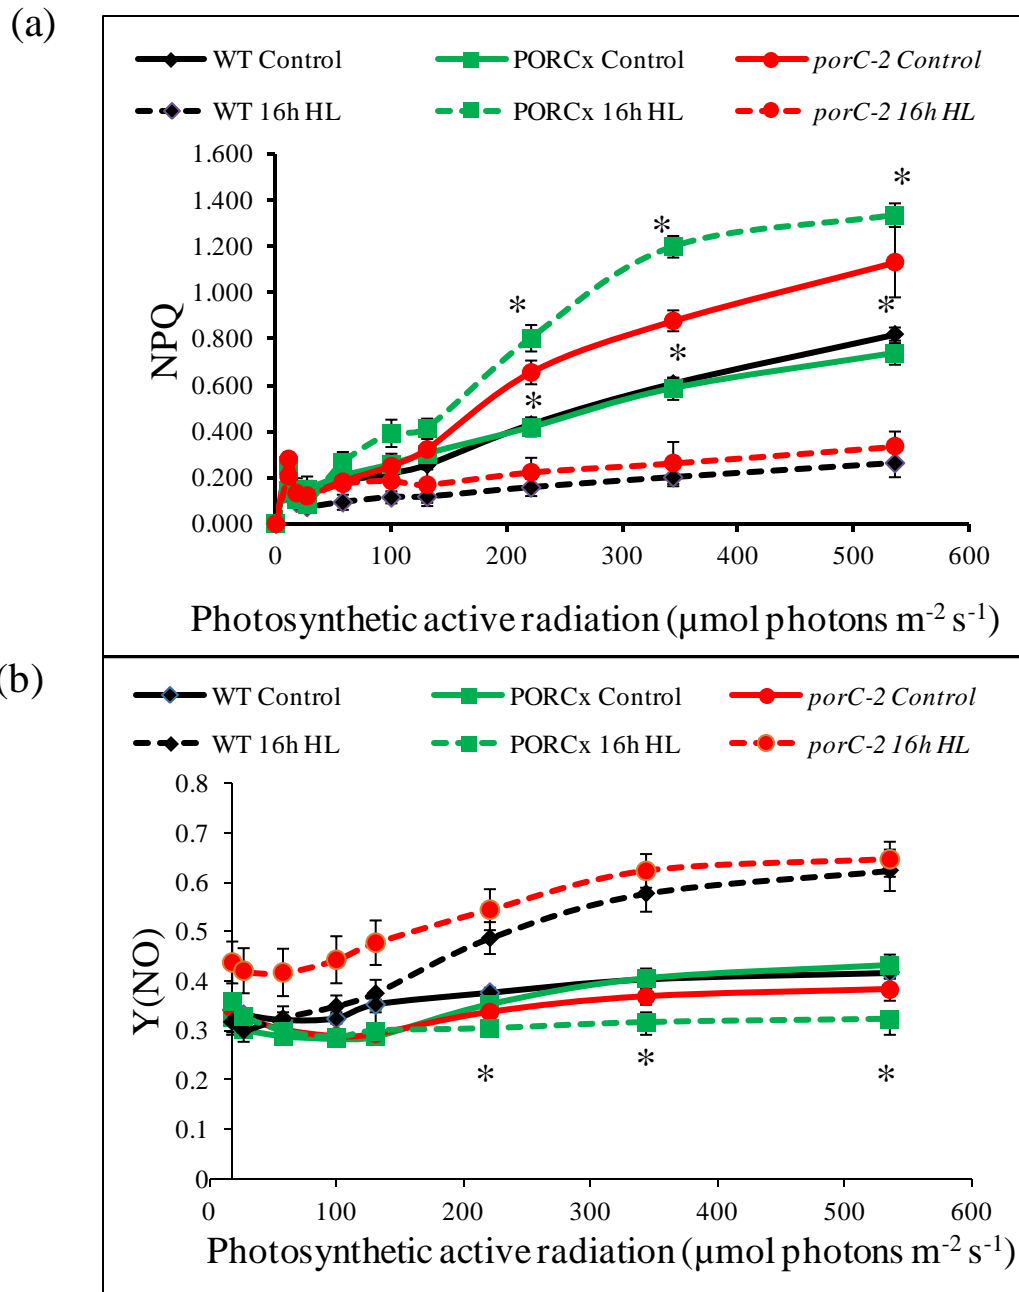 (a)
WT Control PORCx Control porC-2 Control
WT 16h HL PORCx 16h HL porC-2 16h HL
1.600
1.400
1.200
1.000
0.800
0.600
0.400
0.200
0.000
NPQ
* * * * * *
0 100 200 300 400 500 600
Photosynthetic active radiation (µmol photons m⁻² s⁻¹)
(b)
WT Control PORCx Control porC-2 Control
WT 16h HL PORCx 16h HL porC-2 16h HL
0.8
0.7
0.6
0.5
0.4
0.3
0.2
0.1
0
Y(NO)
* * *
0 100 200 300 400 500 600
Photosynthetic active radiation (µmol photons m⁻² s⁻¹)